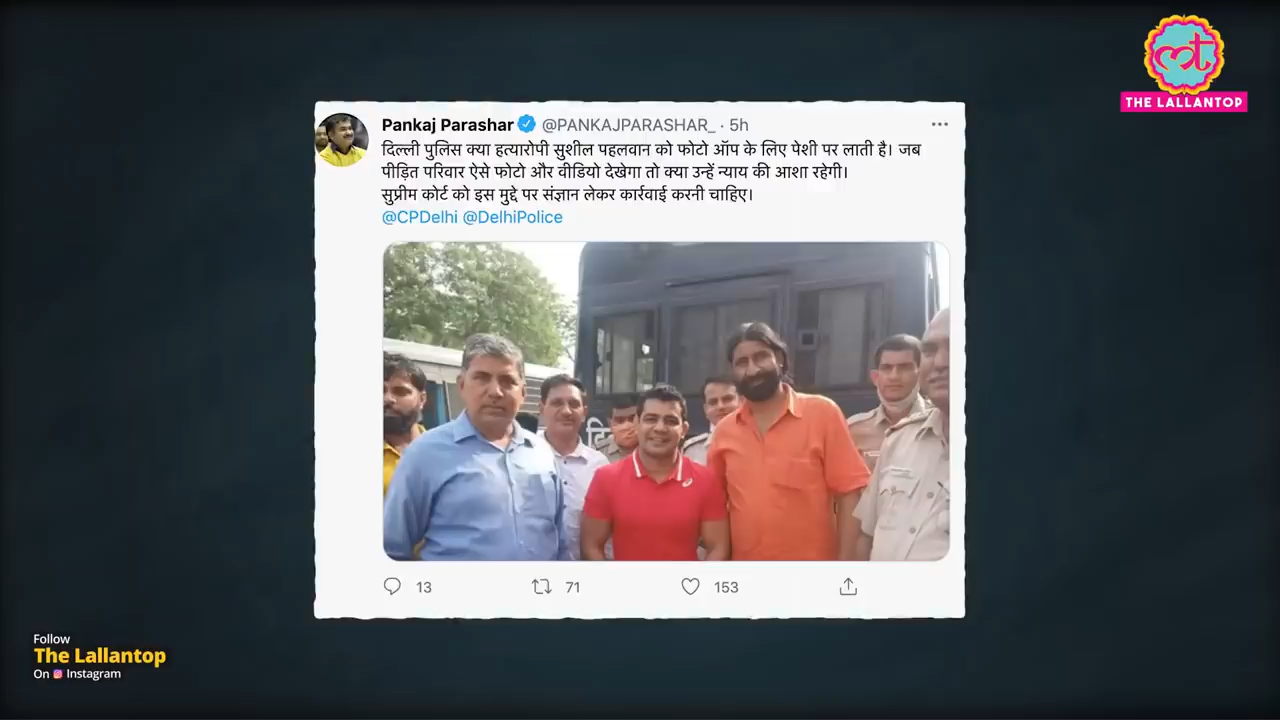 Pankaj Parashar @PANKAJPARASHAR_ · 5h
दिल्ली पुलिस क्या हत्यारोपी सुशील पहलवान को फोटो ऑप के लिए पेशी पर लाती है। जब
पीड़ित परिवार ऐसे फोटो और वीडियो देखेगा तो क्या उन्हें न्याय की आशा रहेगी।
सुप्रीम कोर्ट को इस मुद्दे पर संज्ञान लेकर कार्रवाई करनी चाहिए।
@CPDelhi @DelhiPolice
13 71 153
THE LALLANTOP
Follow
The Lallantop
On Instagram